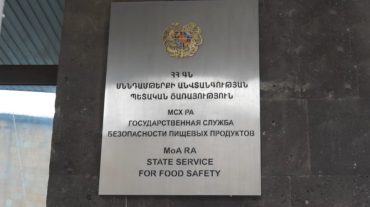 ՀՀ ԳՆ
ՍՆՆԴԱՄԹԵՐՔԻ ԱՆՎՏԱՆԳՈՒԹՅԱՆ
ՊԵՏԱԿԱՆ ԾԱՌԱՅՈՒԹՅՈՒՆ
МСХ РА
ГОСУДАРСТВЕННАЯ СЛУЖБА
БЕЗОПАСНОСТИ ПИЩЕВЫХ ПРОДУКТОВ
MoA RA
STATE SERVICE
FOR FOOD SAFETY